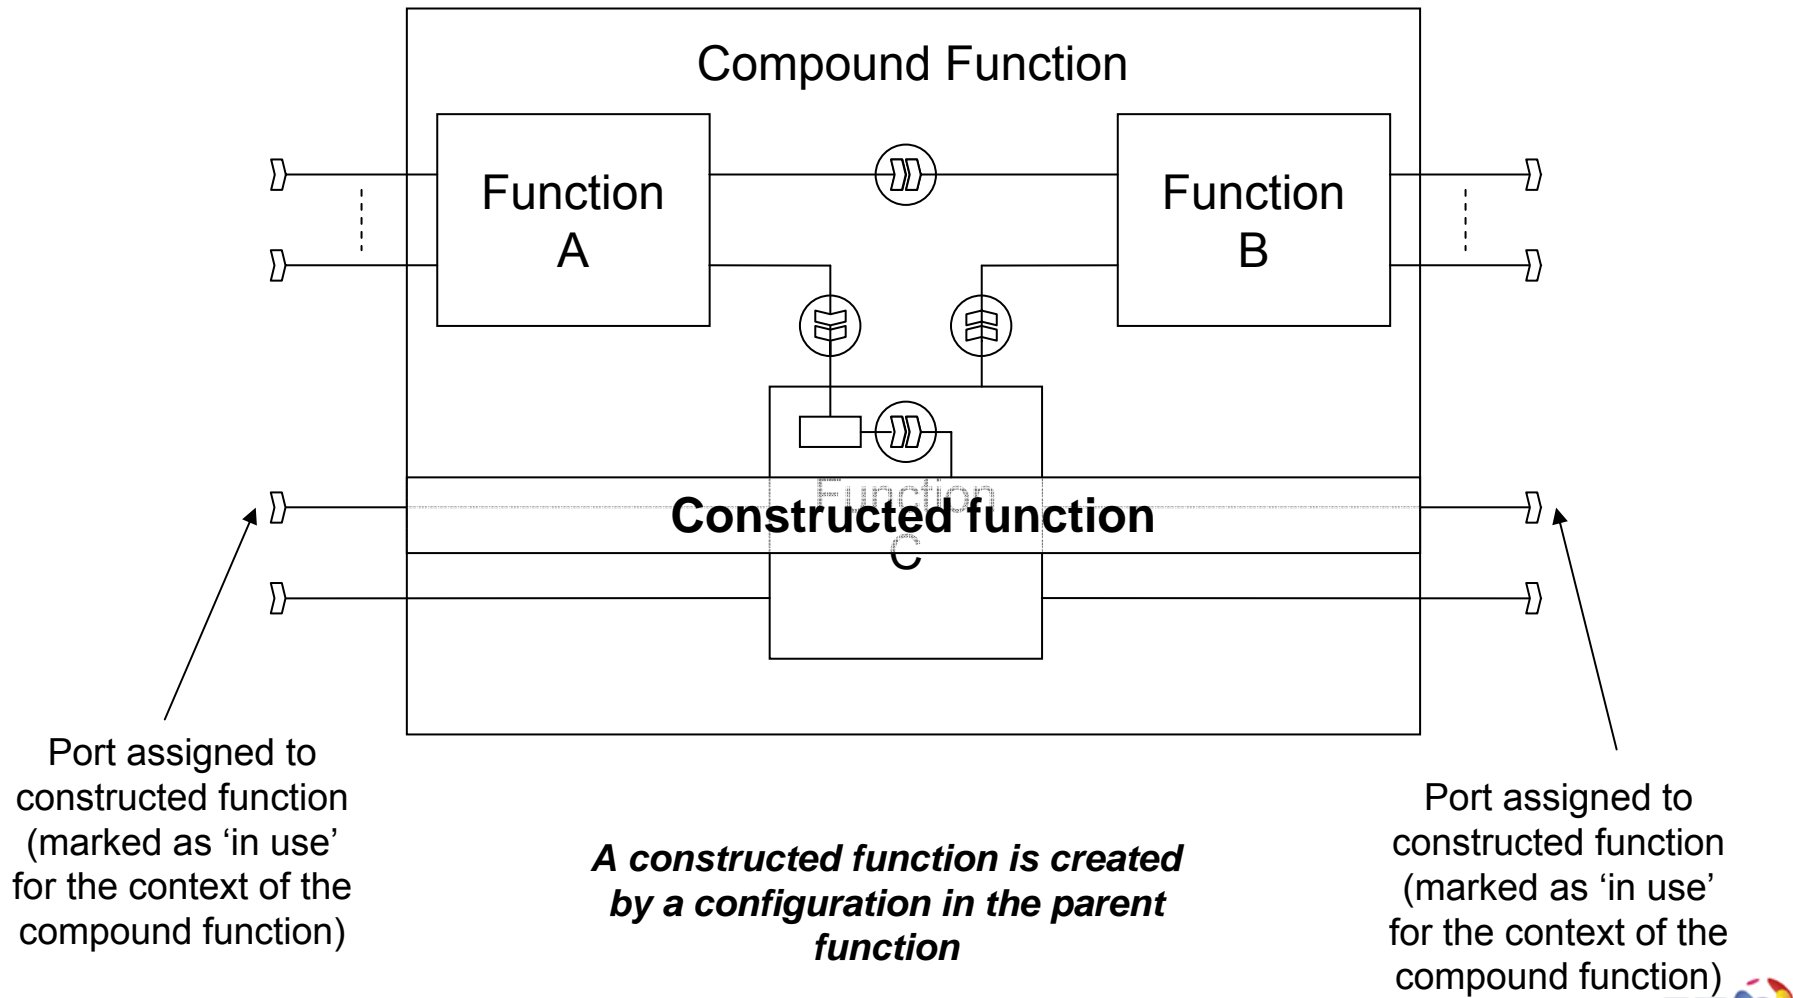 Compound Function
Function
A
Function
B
Function
Constructed function
C
Port assigned to
constructed function
(marked as ‘in use’
for the context of the
compound function)
A constructed function is created
by a configuration in the parent
function
Port assigned to
constructed function
(marked as ‘in use’
for the context of the
compound function)